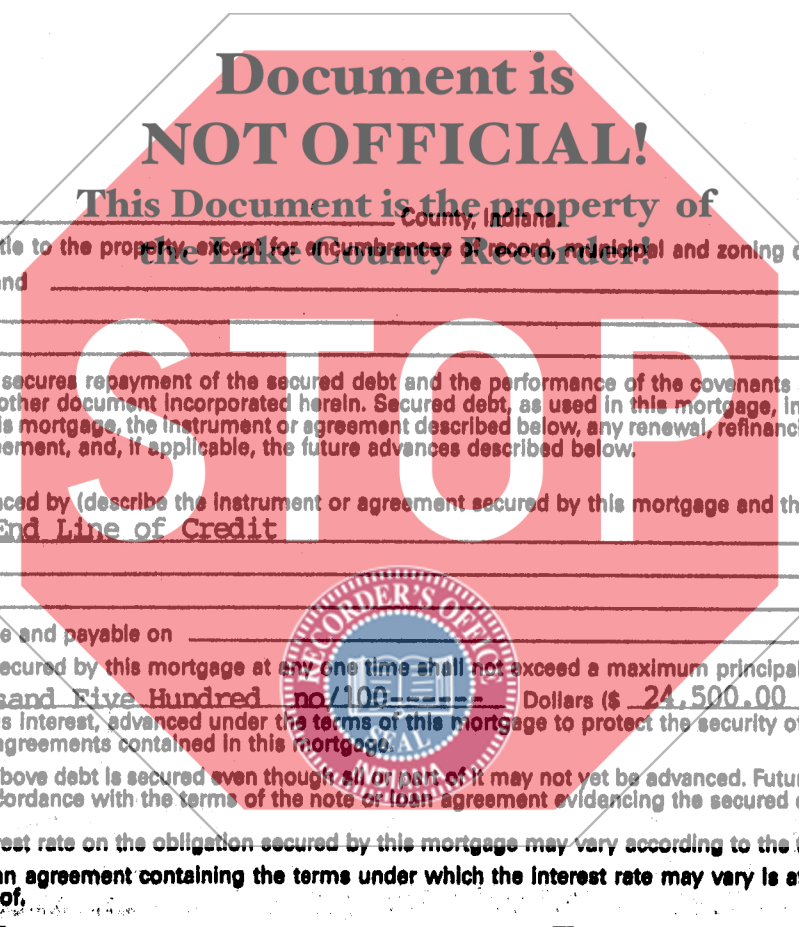 Document is
NOT OFFICIAL!
This Document is the property of
the Lake County Recorder!
County, Indiana,
to the property, except for encumbrances of record, municipal and zoning
STOP
secures repayment of the secured debt and the performance of the covenants
other document incorporated herein. Secured debt, as used in this mortgage, in
mortgage, the instrument or agreement described below, any renewal, refinanci
ement, and, if applicable, the future advances described below.
ced by (describe the instrument or agreement secured by this mortgage and th
End Line of Credit
e and payable on
ecured by this mortgage at any one time shall not exceed a maximum principal
sand Five Hundred no/100------- Dollars ($ 24,500.00
s interest, advanced under the terms of this mortgage to protect the security of
agreements contained in this mortgage.
bove debt is secured even though all or part of it may not yet be advanced. Futur
cordance with the terms of the note or loan agreement evidencing the secured
rest rate on the obligation secured by this mortgage may vary according to the
an agreement containing the terms under which the interest rate may vary is a
of.
RECORDER'S OFFIC
SEAL